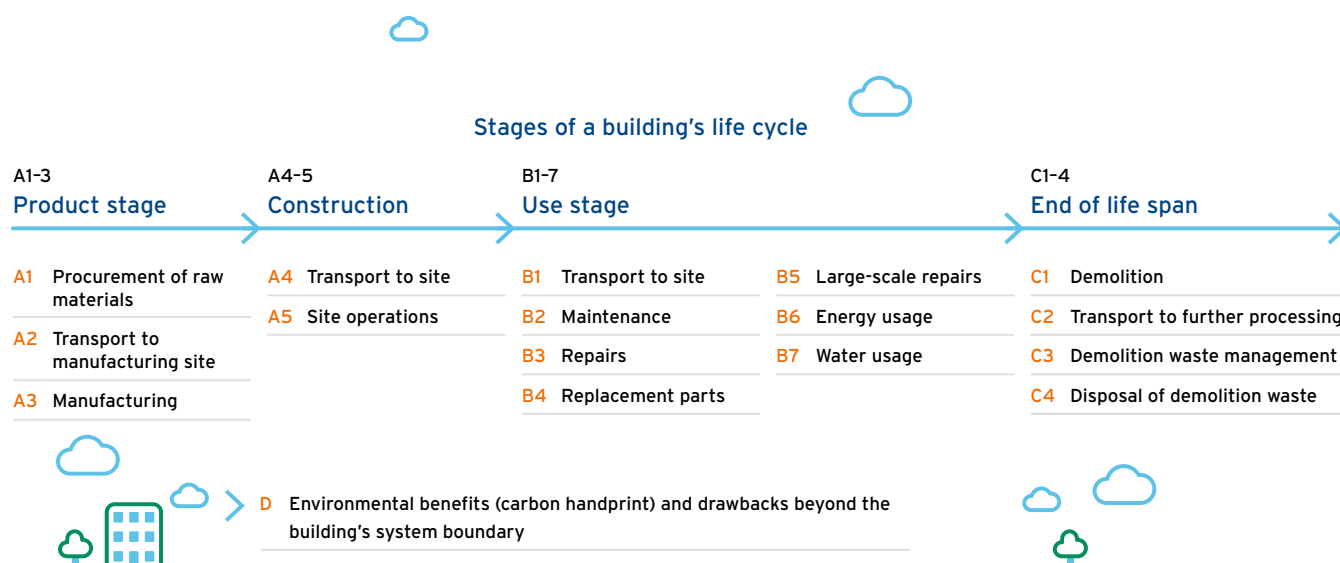 Stages of a building’s life cycle
A1–3
Product stage
A1 Procurement of raw
materials
A2 Transport to
manufacturing site
A3 Manufacturing
A4–5
Construction
A4 Transport to site
A5 Site operations
B1–7
Use stage
B1 Transport to site
B2 Maintenance
B3 Repairs
B4 Replacement parts
B5 Large-scale repairs
B6 Energy usage
B7 Water usage
C1–4
End of life span
C1 Demolition
C2 Transport to further processing
C3 Demolition waste management
C4 Disposal of demolition waste
D Environmental benefits (carbon handprint) and drawbacks beyond the
building’s system boundary